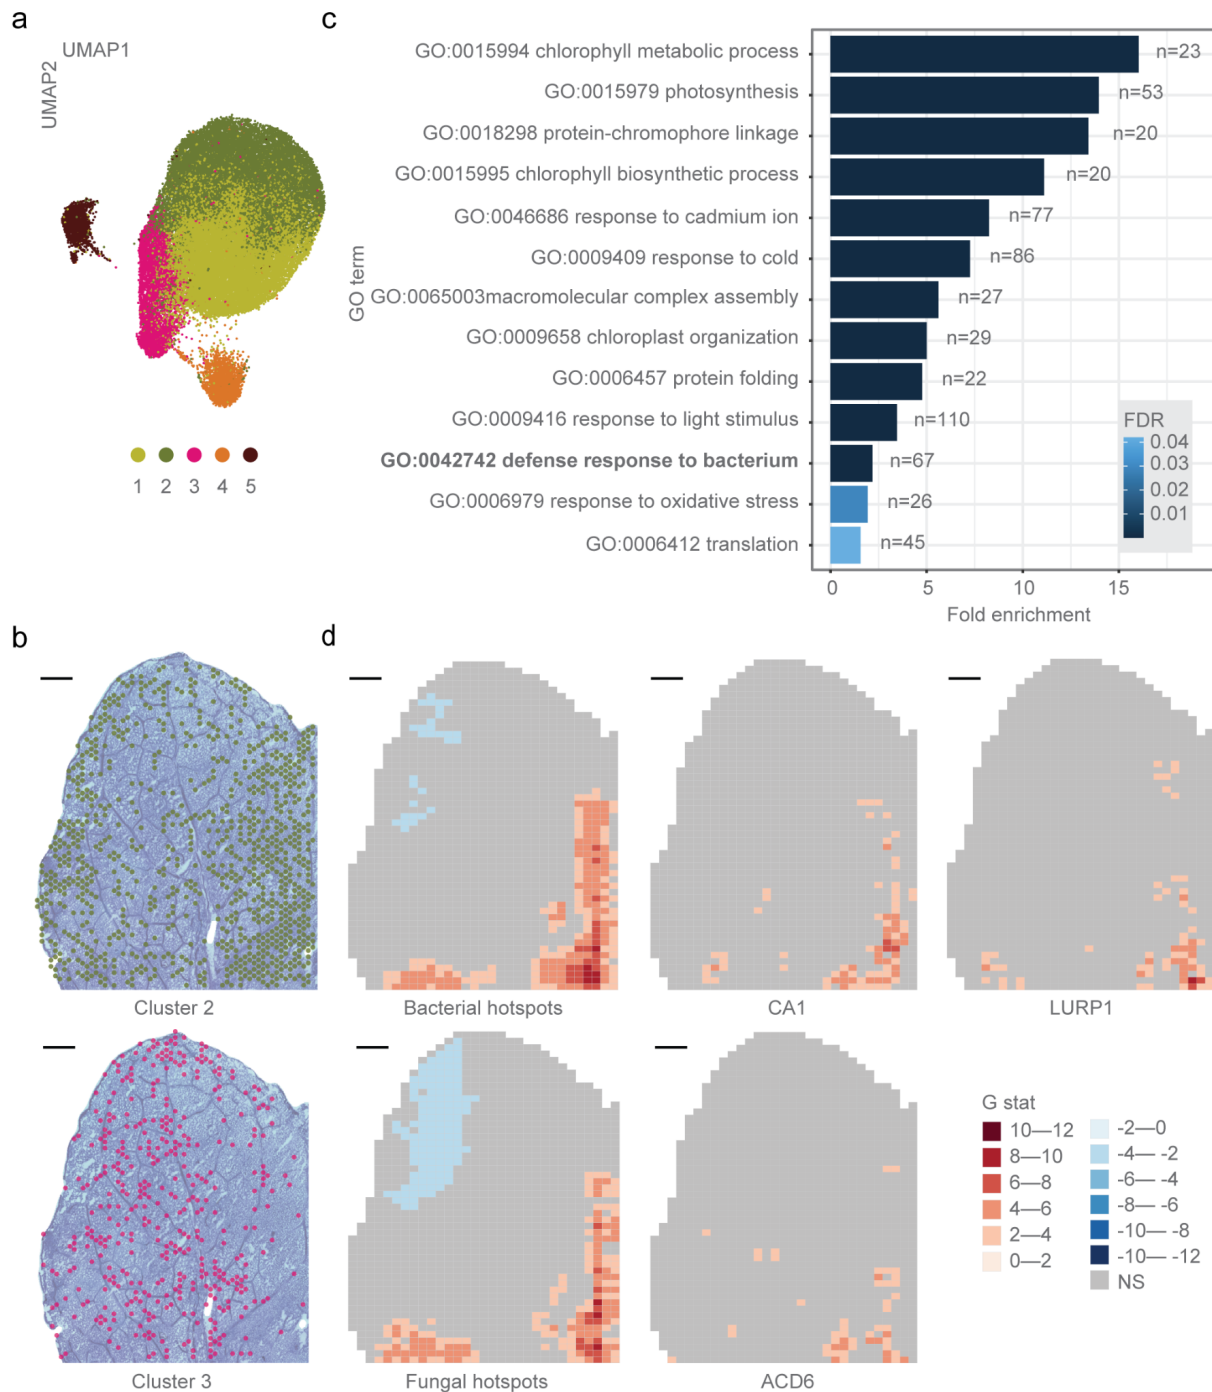 a
UMAP1
UMAP2
1 2 3 4 5
c
GO term
GO:0015994 chlorophyll metabolic process n=23
GO:0015979 photosynthesis n=53
GO:0018298 protein-chromophore linkage n=20
GO:0015995 chlorophyll biosynthetic process n=20
GO:0046686 response to cadmium ion n=77
GO:0009409 response to cold n=86
GO:0065003macromolecular complex assembly n=27
GO:0009658 chloroplast organization n=29
GO:0006457 protein folding n=22
GO:0009416 response to light stimulus n=110
GO:0042742 defense response to bacterium n=67
GO:0006979 response to oxidative stress n=26
GO:0006412 translation n=45
FDR
0.04
0.03
0.02
0.01
0 5 10 15
Fold enrichment
b
Cluster 2
Cluster 3
d
Bacterial hotspots
CA1
LURP1
Fungal hotspots
ACD6
G stat
10—12
8—10
6—8
4—6
2—4
0—2
-2—0
-4— -2
-6— -4
-8— -6
-10— -8
-10— -12
NS